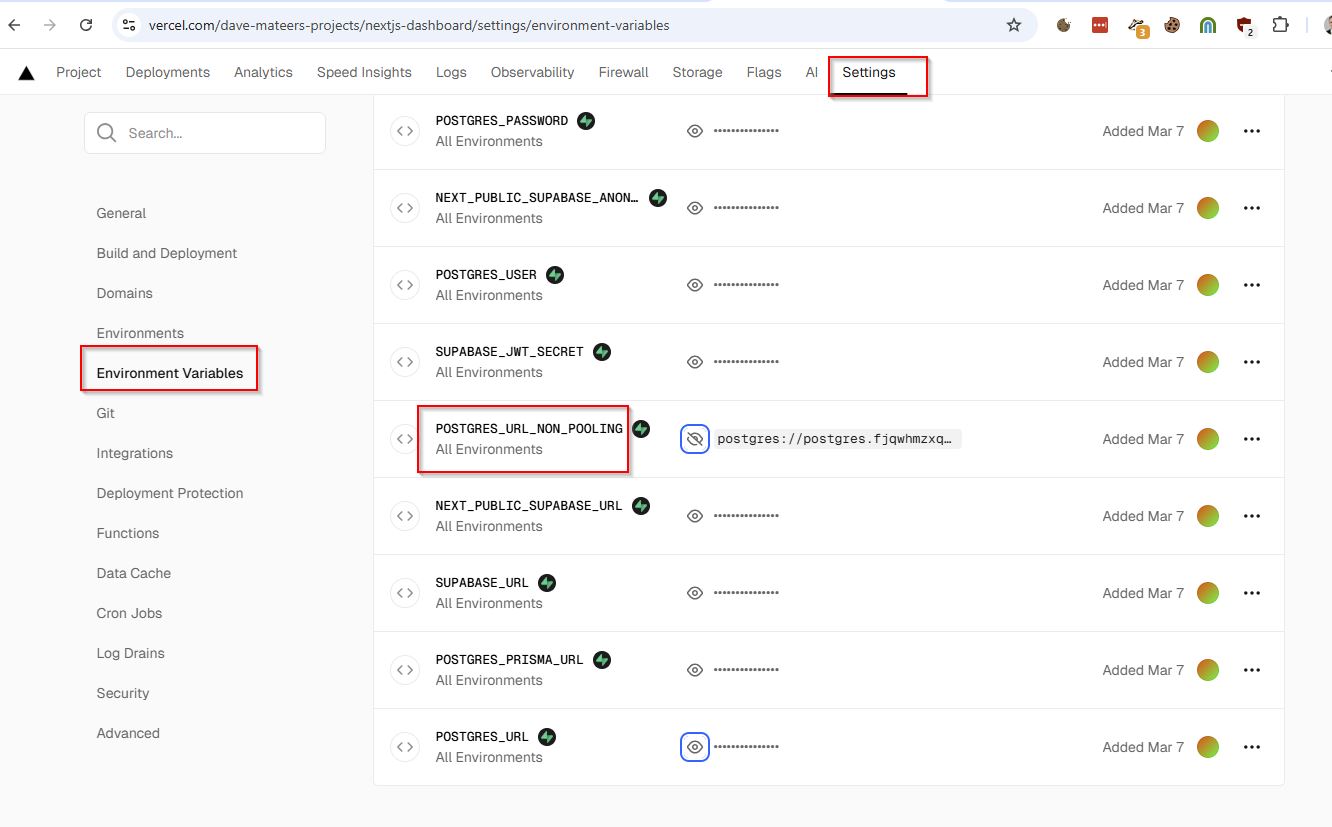 vercel.com/dave-mateers-projects/nextjs-dashboard/settings/environment-variables
3
2
Project Deployments Analytics Speed Insights Logs Observability Firewall Storage Flags AI Settings
Search...
General
Build and Deployment
Domains
Environments
Environment Variables
Git
Integrations
Deployment Protection
Functions
Data Cache
Cron Jobs
Log Drains
Security
Advanced
POSTGRES_PASSWORD
All Environments
•••••••••••••••
Added Mar 7
NEXT_PUBLIC_SUPABASE_ANON…
All Environments
•••••••••••••••
Added Mar 7
POSTGRES_USER
All Environments
•••••••••••••••
Added Mar 7
SUPABASE_JWT_SECRET
All Environments
•••••••••••••••
Added Mar 7
POSTGRES_URL_NON_POOLING
All Environments
postgres://postgres.fjqwhmzxq…
Added Mar 7
NEXT_PUBLIC_SUPABASE_URL
All Environments
•••••••••••••••
Added Mar 7
SUPABASE_URL
All Environments
•••••••••••••••
Added Mar 7
POSTGRES_PRISMA_URL
All Environments
•••••••••••••••
Added Mar 7
POSTGRES_URL
All Environments
•••••••••••••••
Added Mar 7